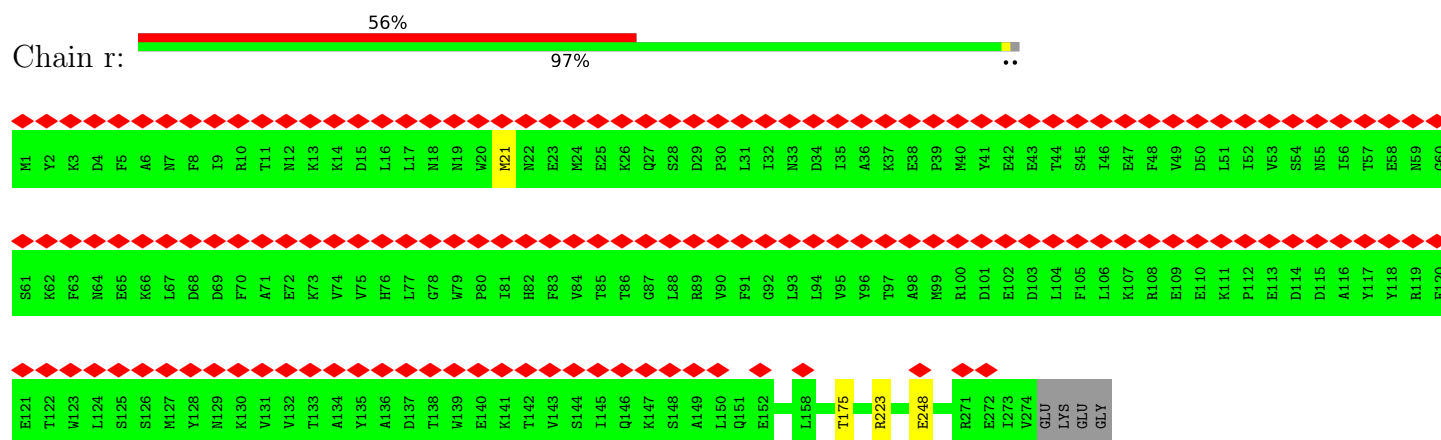 56%
Chain r:
97%
M1 Y2 K3 D4 F5 A6 N7 F8 I9 R10 T11 N12 K13 K14 D15 L16 L17 N18 N19 W20 M21 N22 E23 M24 E25 K26 Q27 S28 D29 P30 L31 I32 N33 D34 I35 A36 K37 E38 P39 M40 Y41 E42 E43 T44 S45 I46 E47 F48 V49 D50 L51 I52 V53 S54 N55 I56 T57 E58 N59 G60
S61 K62 F63 N64 E65 K66 L67 D68 D69 F70 A71 E72 K73 V74 V75 H76 L77 G78 W79 P80 I81 H82 F83 V84 T85 T86 G87 L88 R89 V90 F91 G92 L93 L94 V95 Y96 T97 A98 M99 R100 D101 E102 D103 L104 F105 L106 K107 R108 E109 E110 K111 P112 E113 D114 D115 A116 Y117 Y118 R119 E120
E121 T122 W123 L124 S125 S126 M127 Y128 N129 K130 V131 V132 T133 A134 Y135 A136 D137 T138 W139 E140 K141 T142 V143 S144 I145 Q146 K147 S148 A149 L150 Q151 E152 L158 T175 R223 E248 R271 E272 I273 V274 GLU LYS GLU GLY